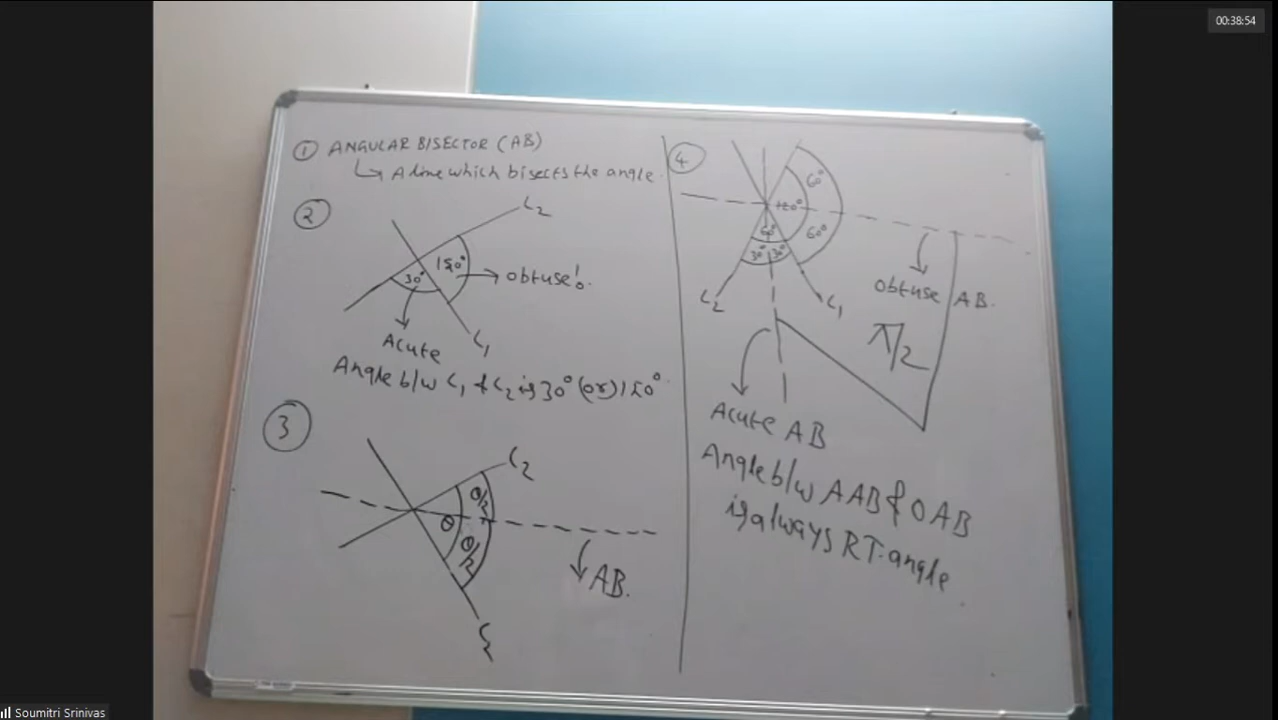 00:38:54
① ANGULAR BISECTOR (AB)
↳ A line which bisects the angle.
②
L₂
30°
150°
→ obtuse!
Acute
L₁
Angle b/w L₁ & L₂ is 30° (or) 150°
③
L₂
θ/2
θ
θ/2
AB.
④
60°
120°
60°
60°
30° 30°
L₂
L₁
obtuse AB.
π/2
Acute AB
Angle b/w AAB & OAB
is always RT. angle.
Soumitri Srinivas